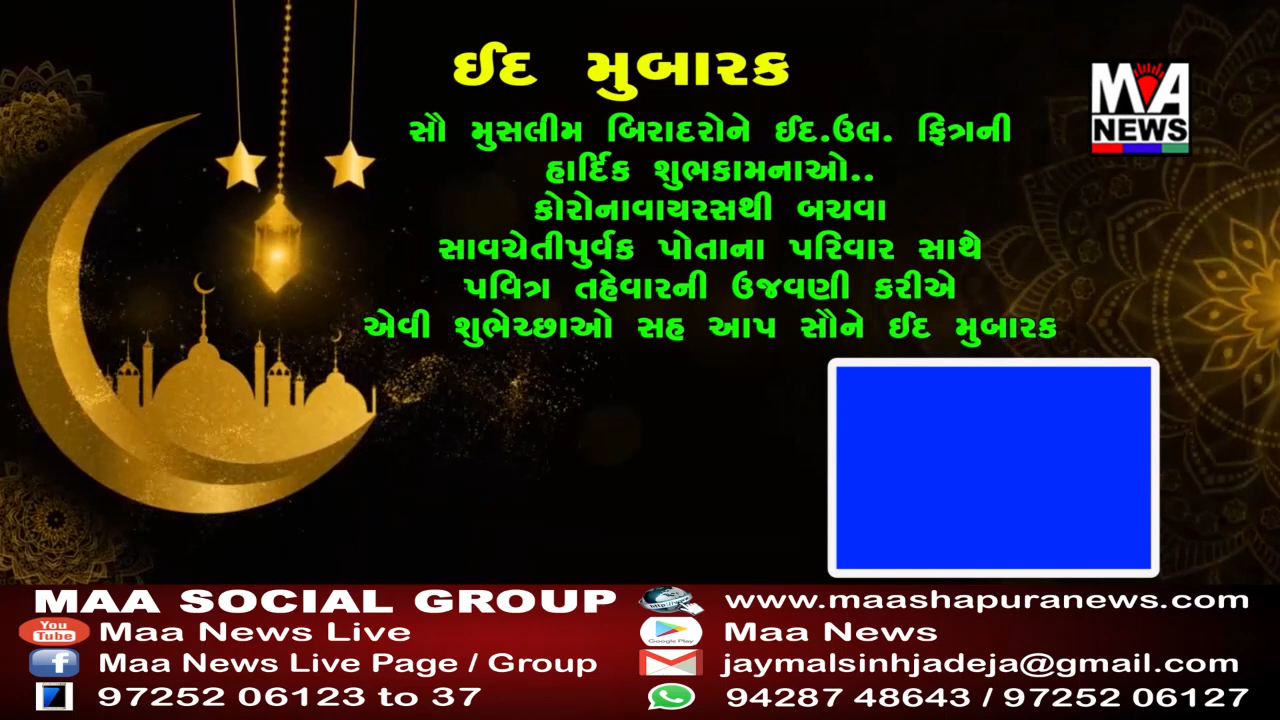 ઈદ મુબારક
સૌ મુસલીમ બિરાદરોને ઈદ.ઉલ. ફિત્રની
હાર્દિક શુભકામનાઓ..
કોરોનાવાયરસથી બચવા
સાવચેતીપુર્વક પોતાના પરિવાર સાથે
પવિત્ર તહેવારની ઉજવણી કરીએ
એવી શુભેચ્છાઓ સહ આપ સૌને ઈદ મુબારક
MAA
NEWS
MAA SOCIAL GROUP
You
Tube
Maa News Live
f
Maa News Live Page / Group
97252 06123 to 37
http://
www.maashapuranews.com
Google Play
Maa News
jaymalsinhjadeja@gmail.com
94287 48643 / 97252 06127